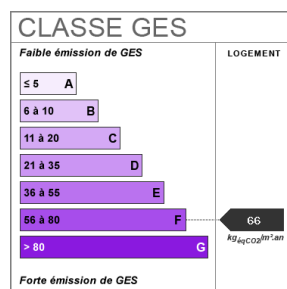 CLASSE GES
Faible émission de GES
LOGEMENT
≤ 5 A
6 à 10 B
11 à 20 C
21 à 35 D
36 à 55 E
56 à 80 F
66
kgéqCO2/m².an
> 80 G
Forte émission de GES